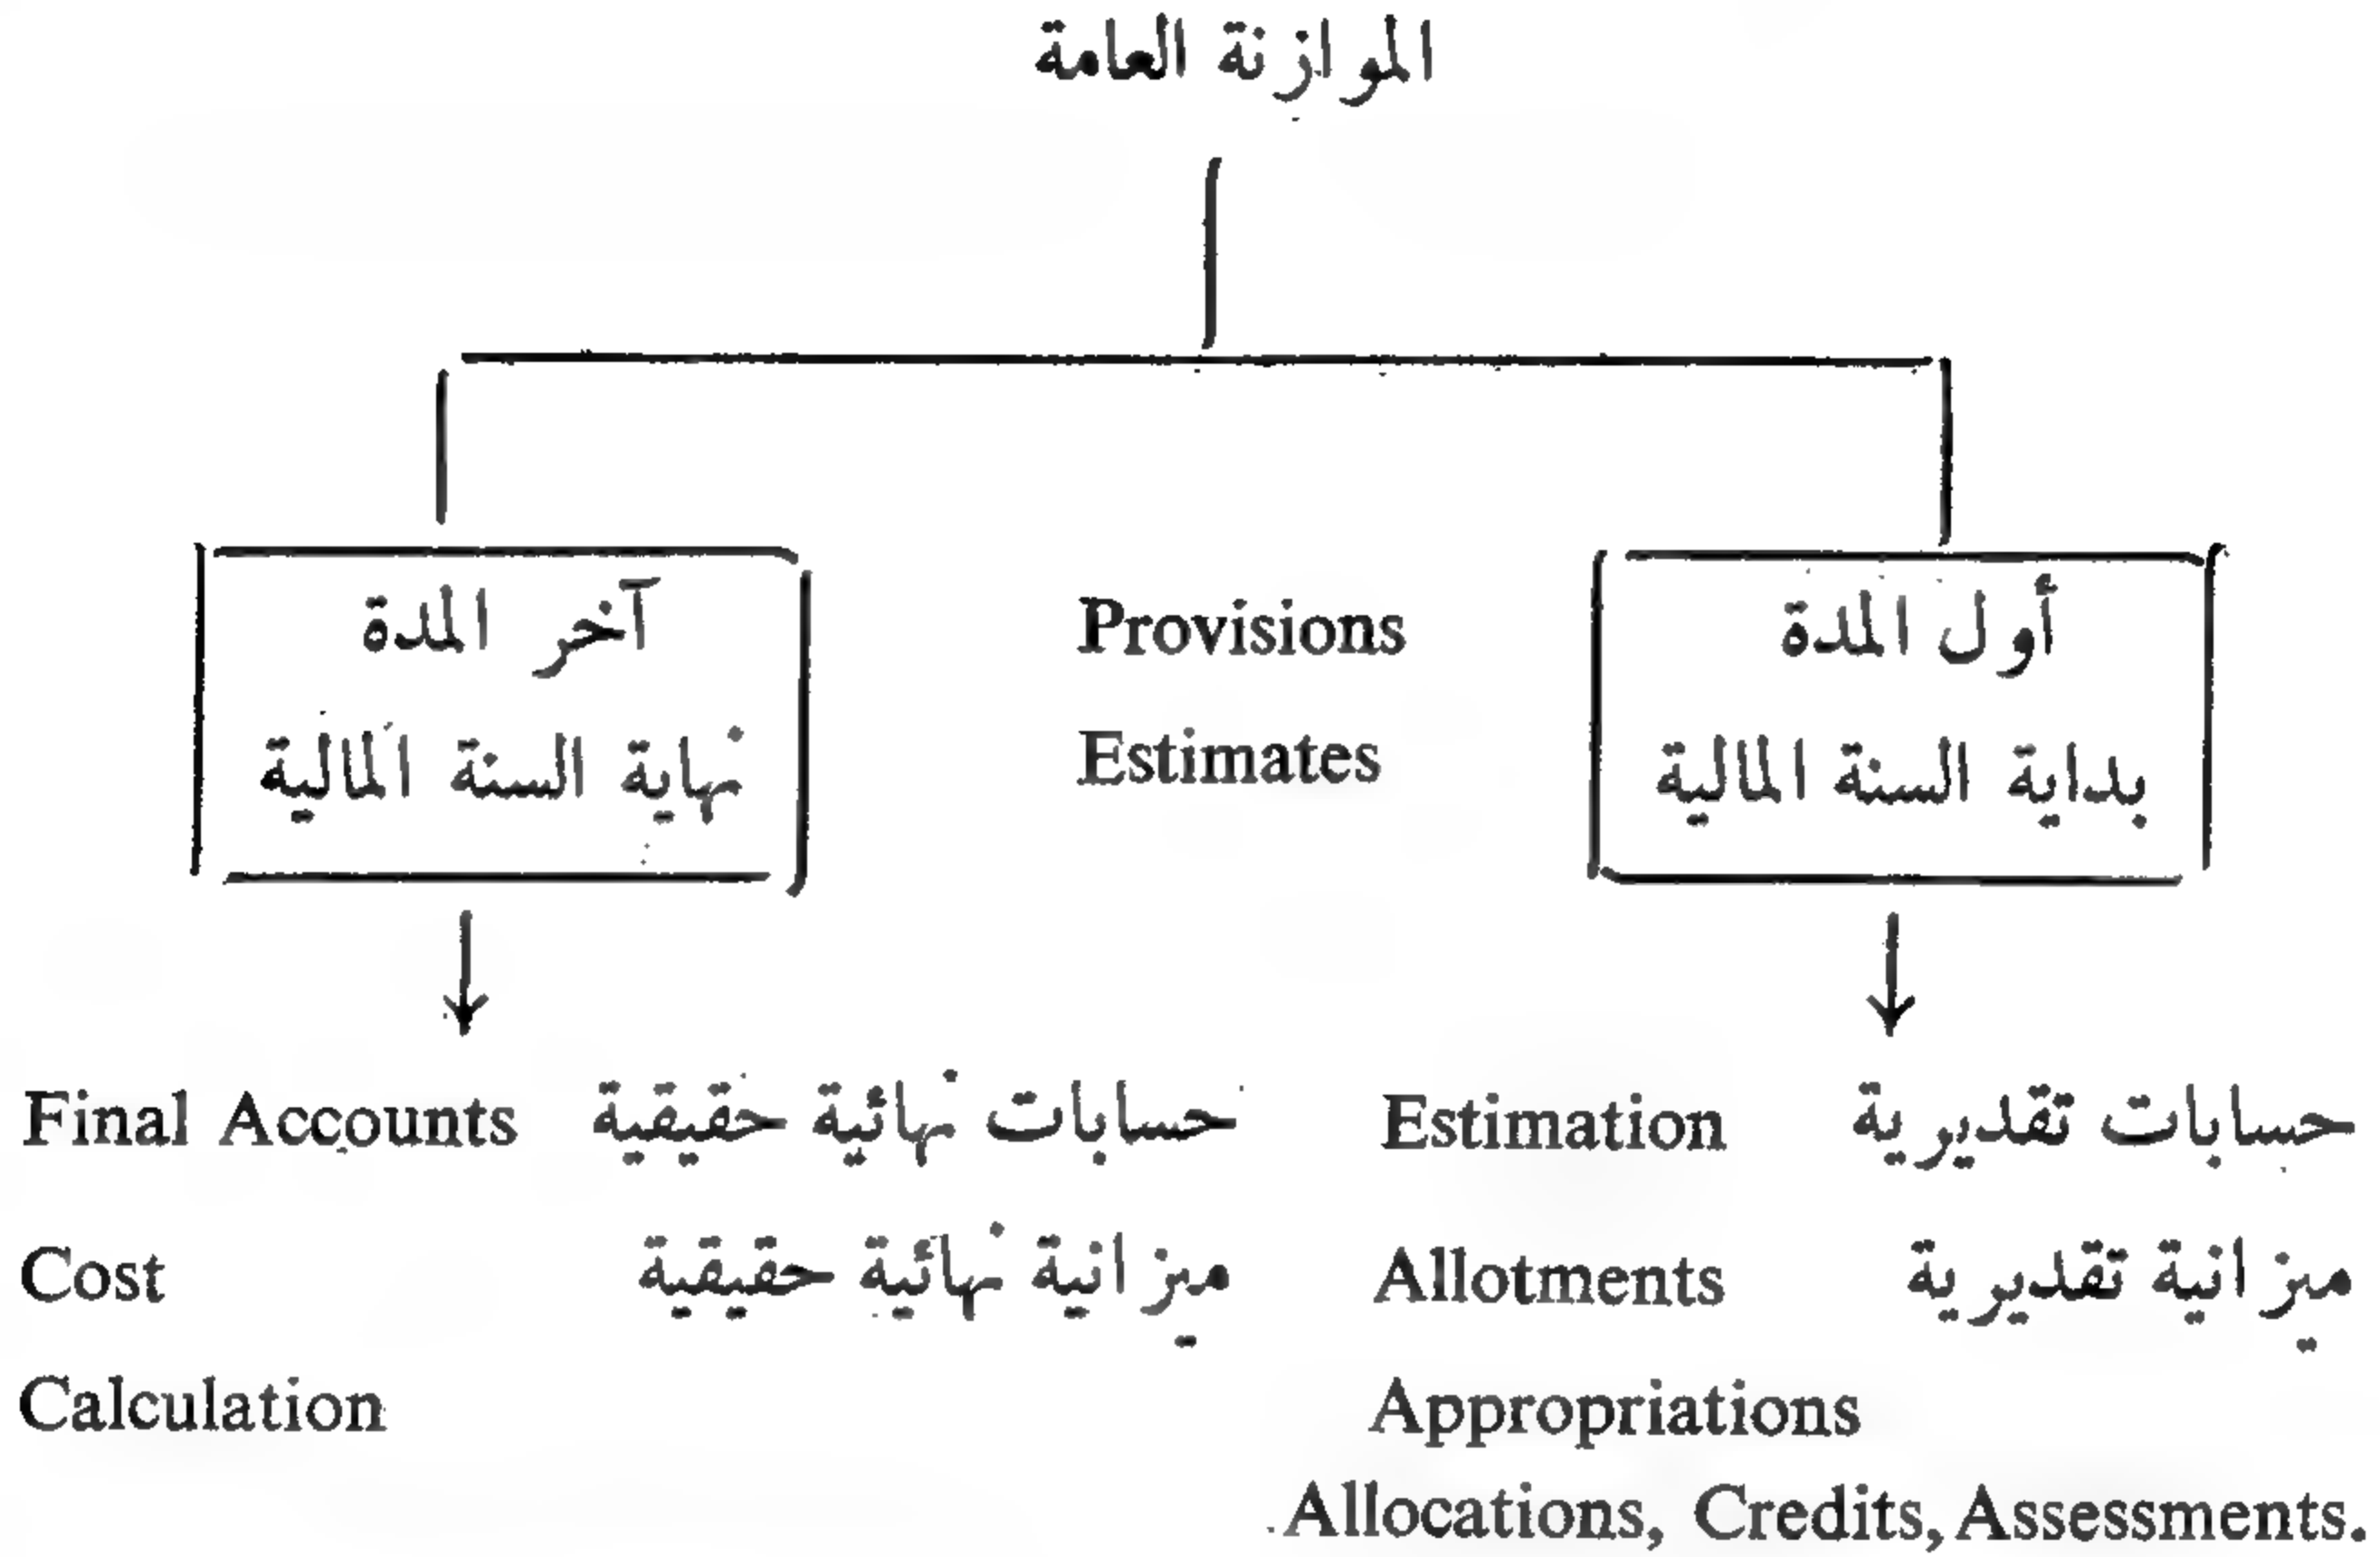 الموازنة العامة
أول المدة Provisions آخر المدة
بداية السنة المالية Estimates نهاية السنة المالية
حسابات تقديرية Estimation حسابات نهائية حقيقية Final Accounts
ميزانية تقديرية Allotments ميزانية نهائية حقيقية Cost
Appropriations Calculation
Allocations, Credits, Assessments.